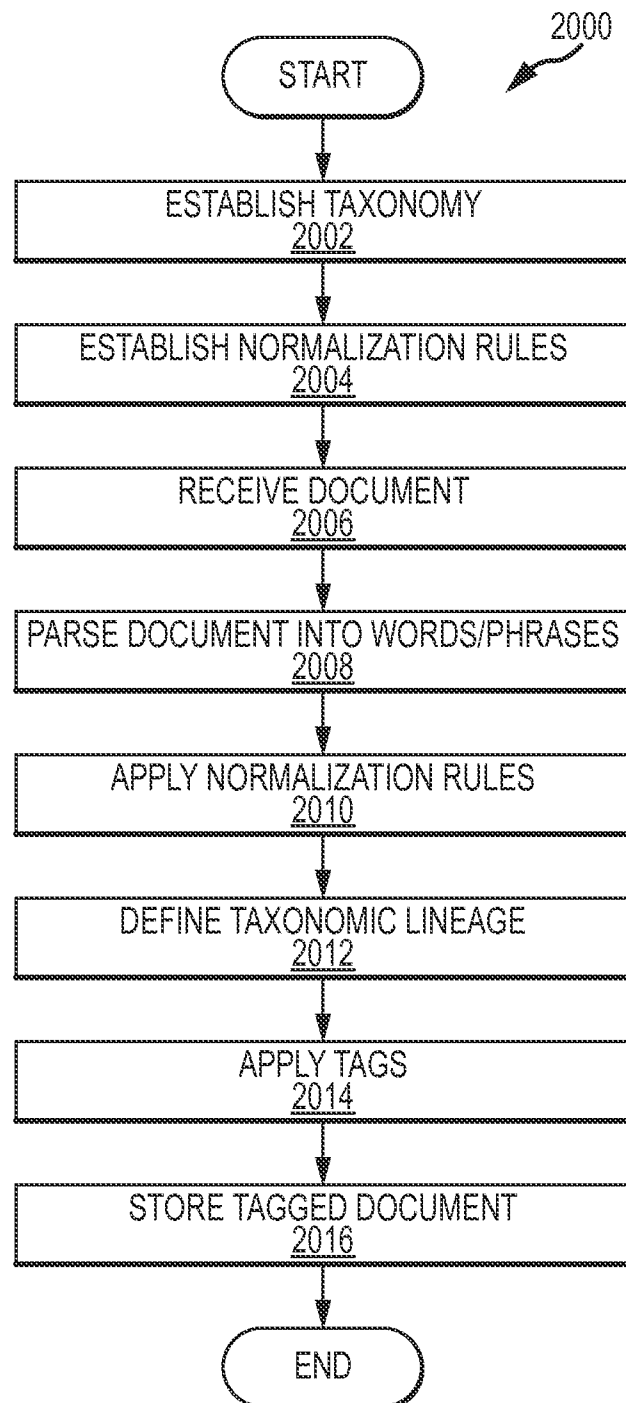 2000
START
ESTABLISH TAXONOMY
2002
ESTABLISH NORMALIZATION RULES
2004
RECEIVE DOCUMENT
2006
PARSE DOCUMENT INTO WORDS/PHRASES
2008
APPLY NORMALIZATION RULES
2010
DEFINE TAXONOMIC LINEAGE
2012
APPLY TAGS
2014
STORE TAGGED DOCUMENT
2016
END